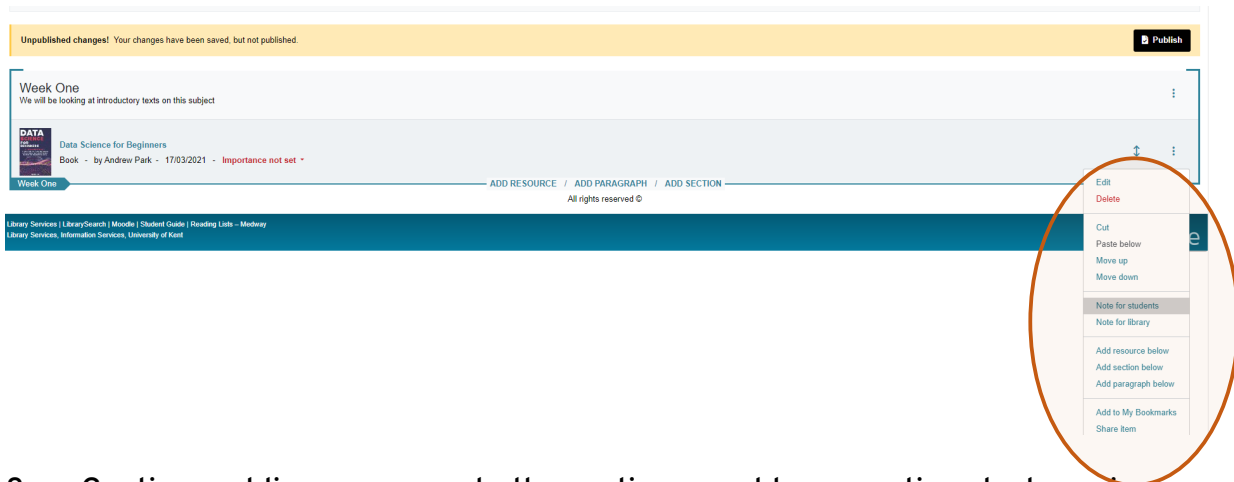 Unpublished changes! Your changes have been saved, but not published.
Publish
Week One
We will be looking at introductory texts on this subject
DATA
SCIENCE
FOR
BEGINNERS
Data Science for Beginners
Book - by Andrew Park - 17/03/2021 - Importance not set
Week One
ADD RESOURCE / ADD PARAGRAPH / ADD SECTION
All rights reserved ©
Library Services | LibrarySearch | Moodle | Student Guide | Reading Lists – Medway
Library Services, Information Services, University of Kent
e
Edit
Delete
Cut
Paste below
Move up
Move down
Note for students
Note for library
Add resource below
Add section below
Add paragraph below
Add to My Bookmarks
Share item